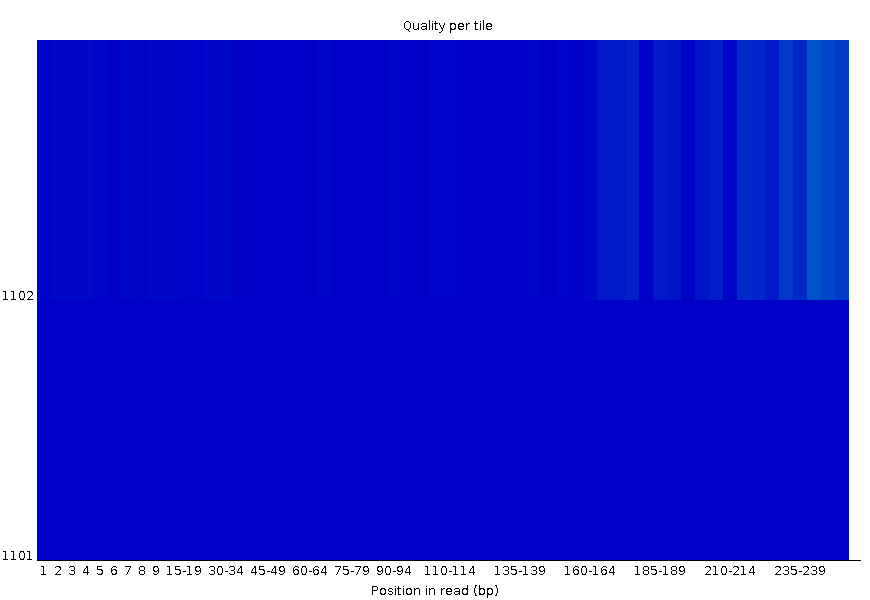 Quality per tile
1102
1101
1 2 3 4 5 6 7 8 9 15-19 30-34 45-49 60-64 75-79 90-94 110-114 135-139 160-164 185-189 210-214 235-239
Position in read (bp)